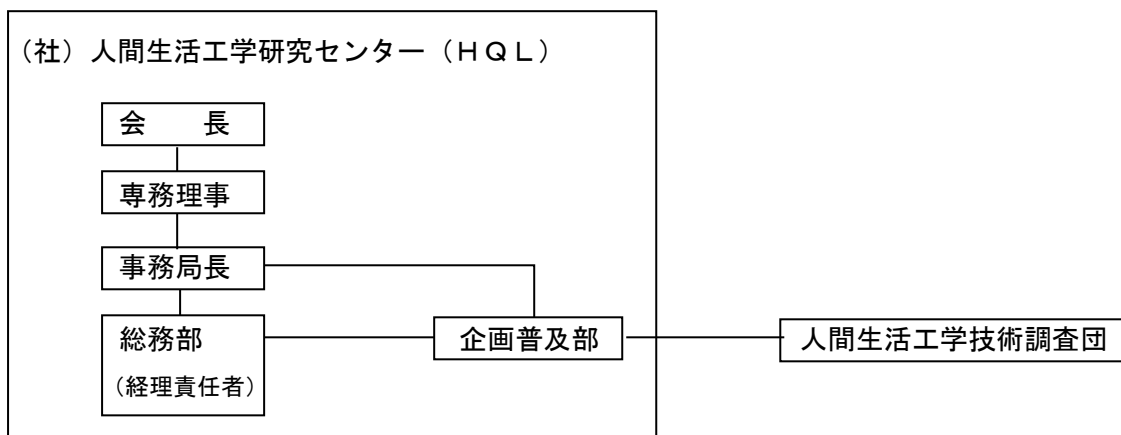 （社）人間生活工学研究センター（ＨＱＬ）
会　　長
専務理事
事務局長
総務部
（経理責任者）
企画普及部
人間生活工学技術調査団